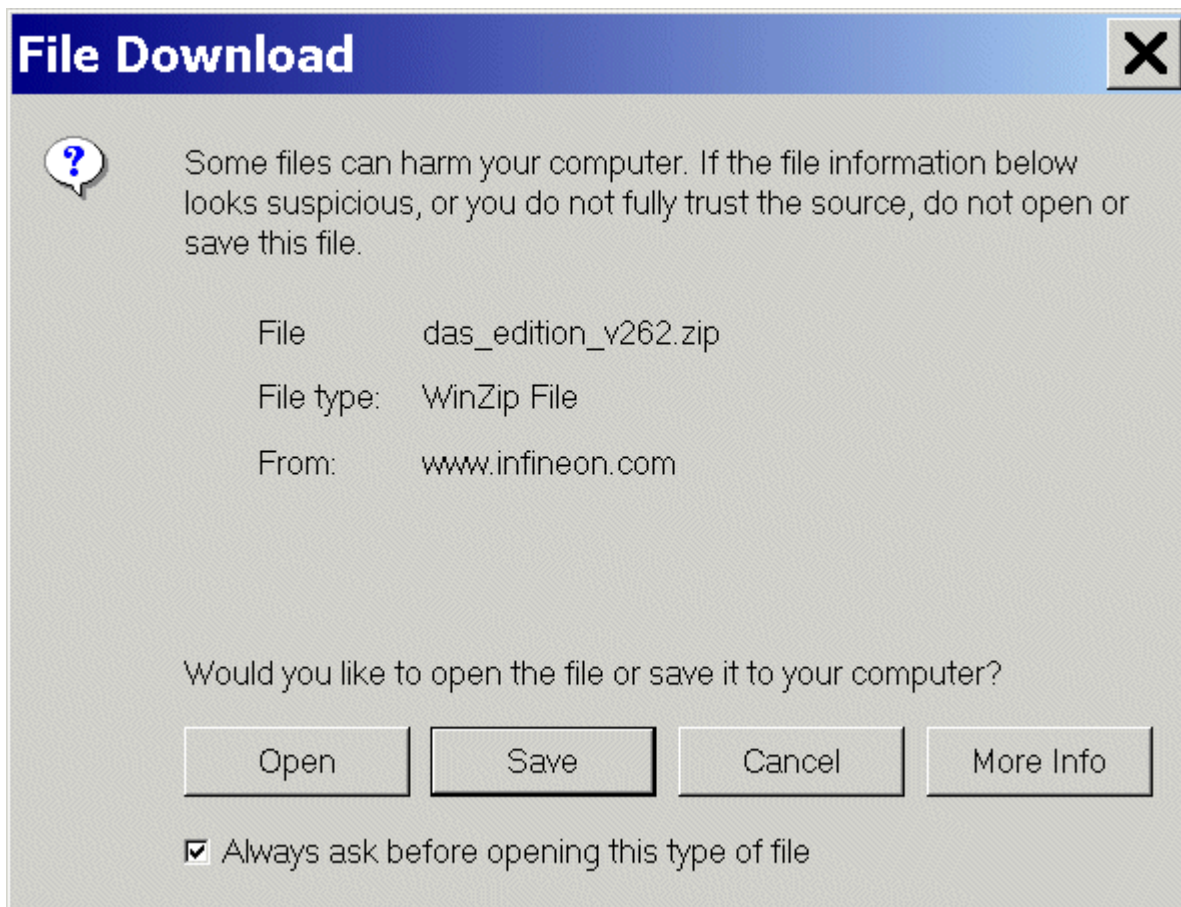 File Download
Some files can harm your computer. If the file information below
looks suspicious, or you do not fully trust the source, do not open or
save this file.
File das_edition_v262.zip
File type: WinZip File
From: www.infineon.com
Would you like to open the file or save it to your computer?
Open Save Cancel More Info
Always ask before opening this type of file